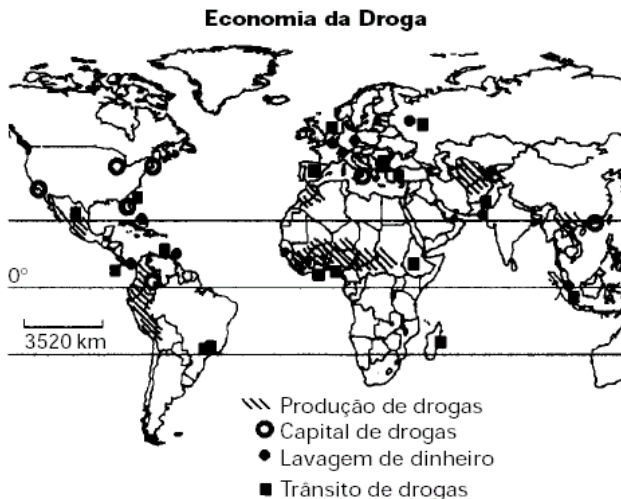 Economia da Droga
0°
3520 km
Produção de drogas
Capital de drogas
Lavagem de dinheiro
Trânsito de drogas